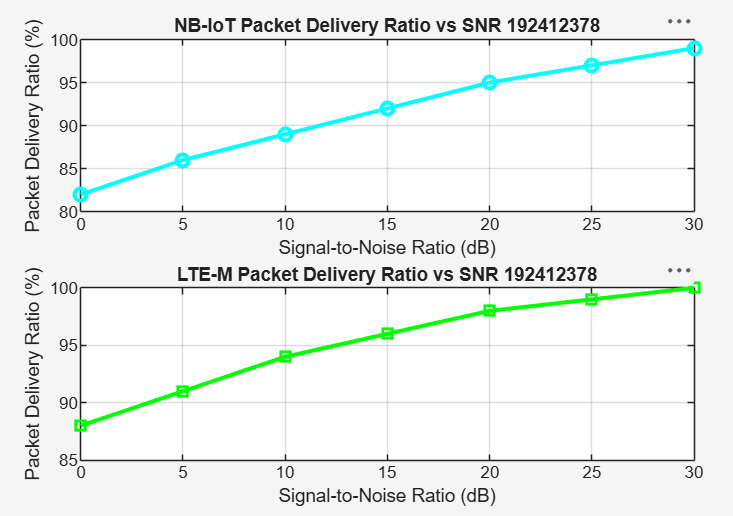 NB-IoT Packet Delivery Ratio vs SNR 192412378
Packet Delivery Ratio (%)
100
95
90
85
80
0 5 10 15 20 25 30
Signal-to-Noise Ratio (dB)
LTE-M Packet Delivery Ratio vs SNR 192412378
Packet Delivery Ratio (%)
100
95
90
85
0 5 10 15 20 25 30
Signal-to-Noise Ratio (dB)